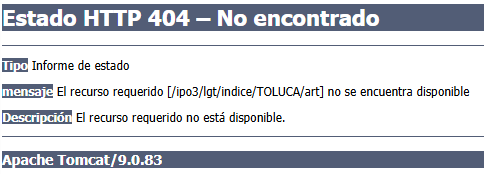 Estado HTTP 404 – No encontrado
Tipo Informe de estado
mensaje El recurso requerido [/ipo3/lgt/indice/TOLUCA/art] no se encuentra disponible
Descripción El recurso requerido no está disponible.
Apache Tomcat/9.0.83